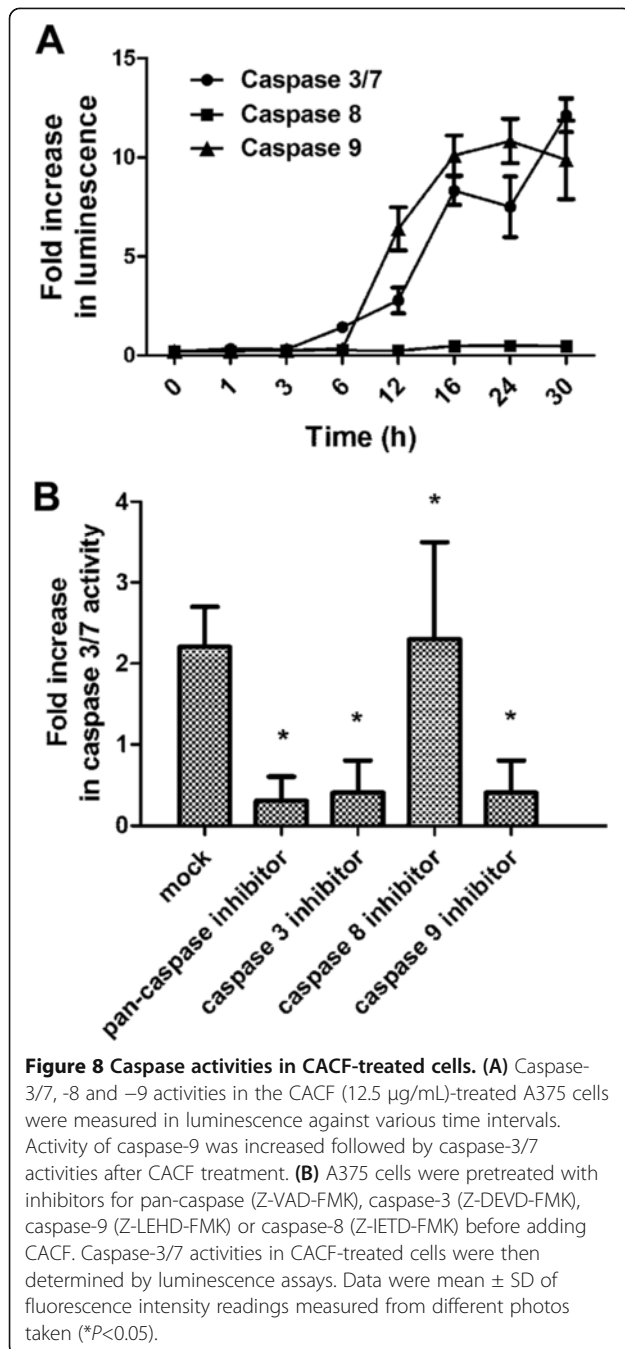 A
Caspase 3/7
Caspase 8
Caspase 9
Fold increase
in luminescence
15
10
5
0
0
1
3
6
12
16
24
30
Time (h)
B
Fold increase
in caspase 3/7 activity
4
3
2
1
0
*
*
*
*
mock
pan-caspase inhibitor
caspase 3 inhibitor
caspase 8 inhibitor
caspase 9 inhibitor
Figure 8 Caspase activities in CACF-treated cells. (A) Caspase-
3/7, -8 and −9 activities in the CACF (12.5 μg/mL)-treated A375 cells
were measured in luminescence against various time intervals.
Activity of caspase-9 was increased followed by caspase-3/7
activities after CACF treatment. (B) A375 cells were pretreated with
inhibitors for pan-caspase (Z-VAD-FMK), caspase-3 (Z-DEVD-FMK),
caspase-9 (Z-LEHD-FMK) or caspase-8 (Z-IETD-FMK) before adding
CACF. Caspase-3/7 activities in CACF-treated cells were then
determined by luminescence assays. Data were mean ± SD of
fluorescence intensity readings measured from different photos
taken (*P<0.05).